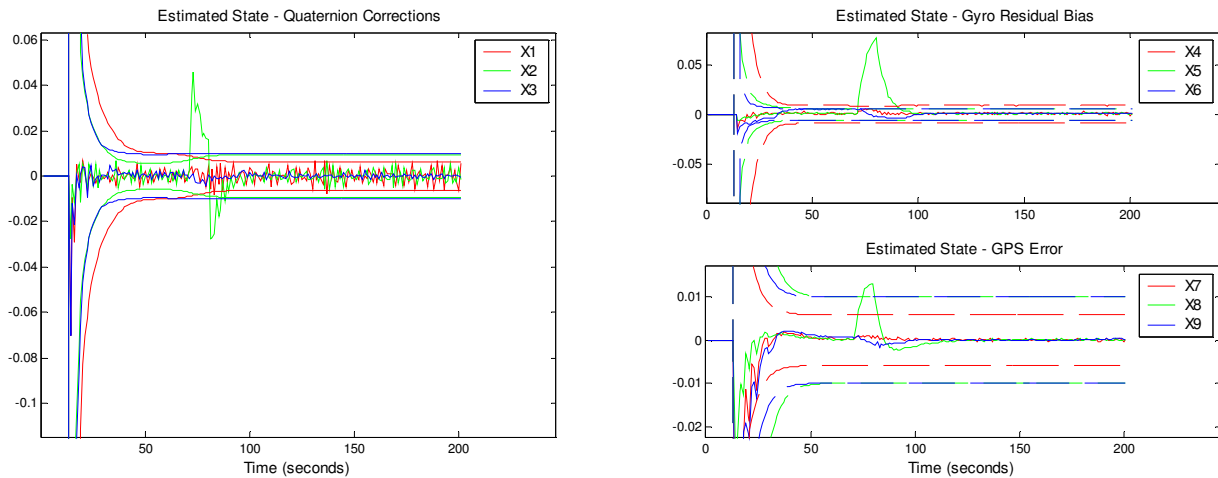 Estimated State - Quaternion Corrections
0.06
0.04
0.02
0
-0.02
-0.04
-0.06
-0.08
-0.1
50
100
150
200
Time (seconds)
X1
X2
X3
Estimated State - Gyro Residual Bias
0.05
0
-0.05
0
50
100
150
200
X4
X5
X6
Estimated State - GPS Error
0.01
0
-0.01
-0.02
0
50
100
150
200
Time (seconds)
X7
X8
X9